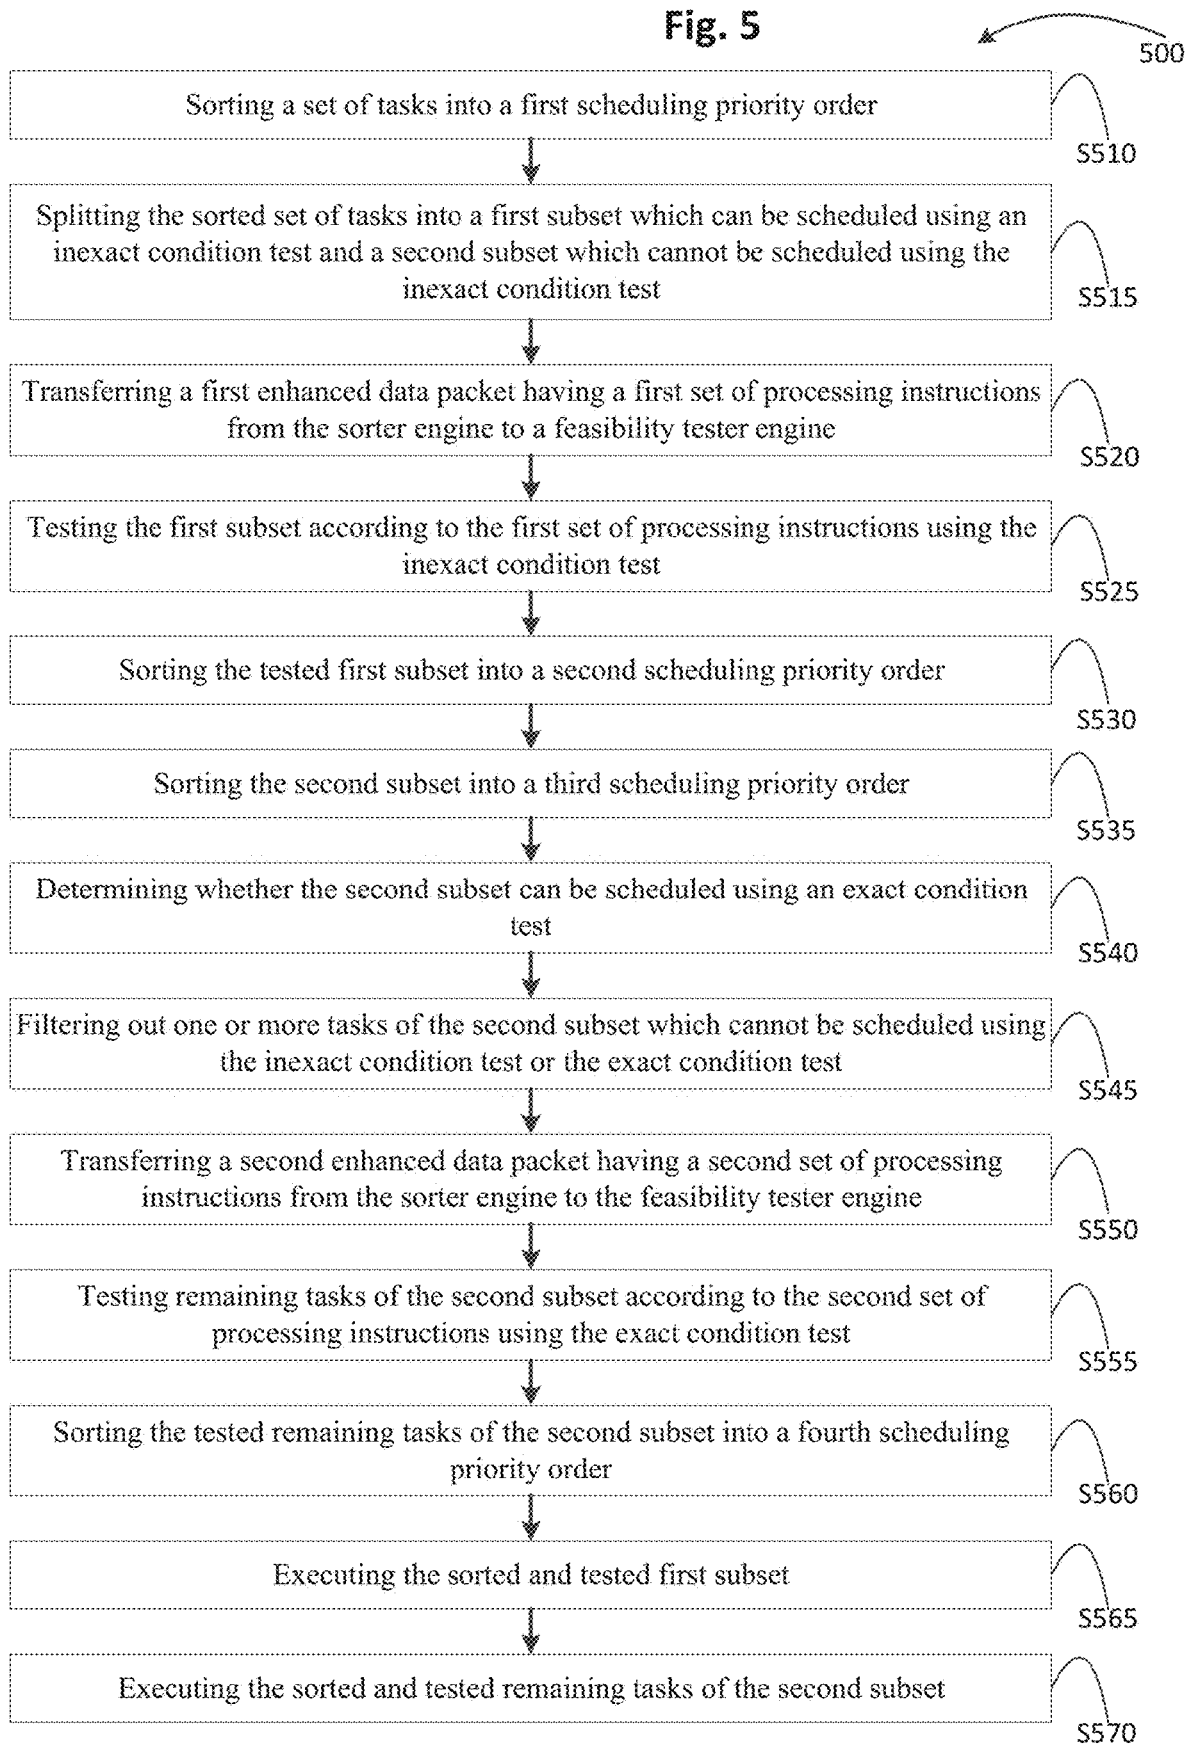 Fig. 5
500
Sorting a set of tasks into a first scheduling priority order
S510
Splitting the sorted set of tasks into a first subset which can be scheduled using an
inexact condition test and a second subset which cannot be scheduled using the
inexact condition test
S515
Transferring a first enhanced data packet having a first set of processing instructions
from the sorter engine to a feasibility tester engine
S520
Testing the first subset according to the first set of processing instructions using the
inexact condition test
S525
Sorting the tested first subset into a second scheduling priority order
S530
Sorting the second subset into a third scheduling priority order
S535
Determining whether the second subset can be scheduled using an exact condition
test
S540
Filtering out one or more tasks of the second subset which cannot be scheduled using
the inexact condition test or the exact condition test
S545
Transferring a second enhanced data packet having a second set of processing
instructions from the sorter engine to the feasibility tester engine
S550
Testing remaining tasks of the second subset according to the second set of
processing instructions using the exact condition test
S555
Sorting the tested remaining tasks of the second subset into a fourth scheduling
priority order
S560
Executing the sorted and tested first subset
S565
Executing the sorted and tested remaining tasks of the second subset
S570